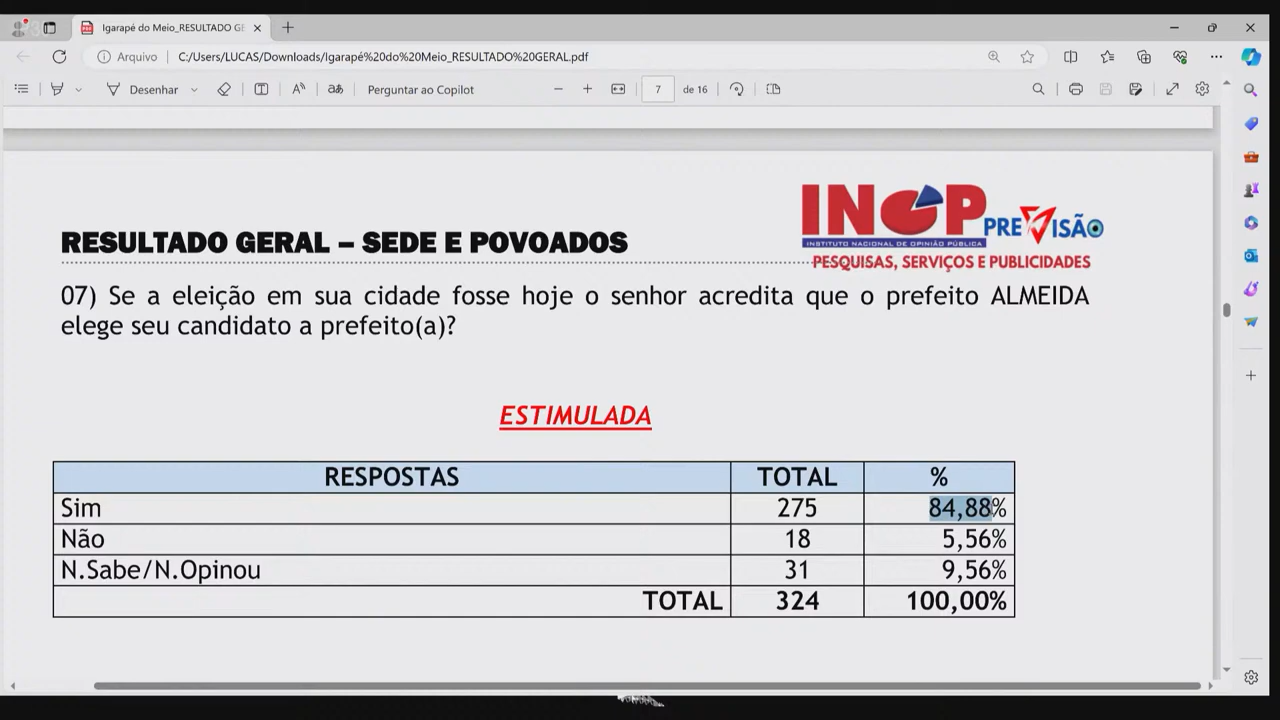 Igarapé do Meio_RESULTADO GE
Arquivo
C:/Users/LUCAS/Downloads/Igarapé%20do%20Meio_RESULTADO%20GERAL.pdf
Desenhar
aあ
Perguntar ao Copilot
7
de 16
INOP
INSTITUTO NACIONAL DE OPINIÃO PÚBLICA
PREVISÃO
PESQUISAS, SERVIÇOS E PUBLICIDADES
RESULTADO GERAL – SEDE E POVOADOS
07) Se a eleição em sua cidade fosse hoje o senhor acredita que o prefeito ALMEIDA
elege seu candidato a prefeito(a)?
ESTIMULADA
RESPOSTAS TOTAL %
Sim 275 84,88%
Não 18 5,56%
N.Sabe/N.Opinou 31 9,56%
TOTAL 324 100,00%